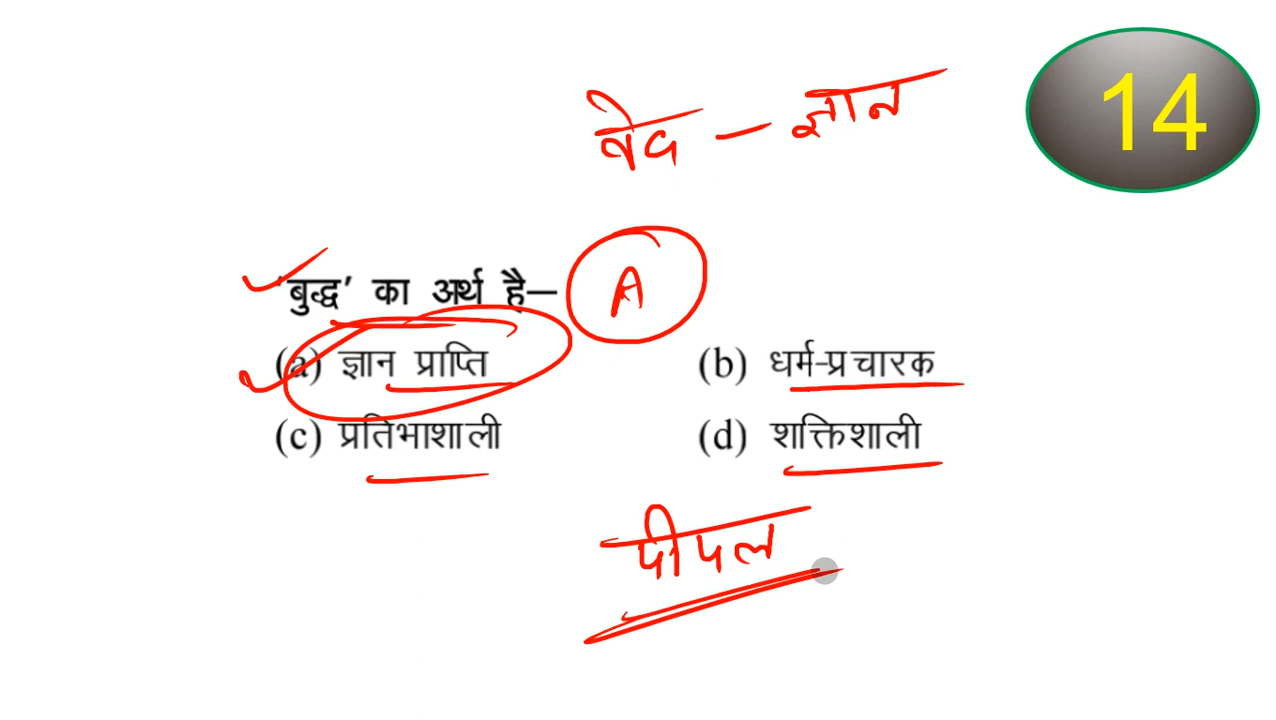 14
वेद – ज्ञान
'बुद्ध' का अर्थ है– A
(a) ज्ञान प्राप्ति (b) धर्म-प्रचारक
(c) प्रतिभाशाली (d) शक्तिशाली
पीपल